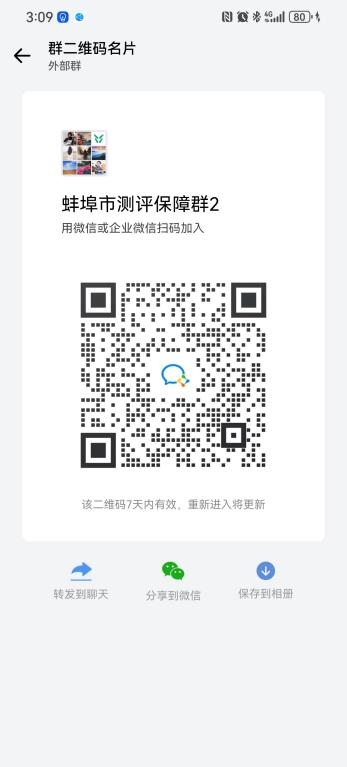 3:09
4G
80
群二维码名片
外部群
蚌埠市测评保障群2
用微信或企业微信扫码加入
该二维码7天内有效，重新进入将更新
转发到聊天
分享到微信
保存到相册